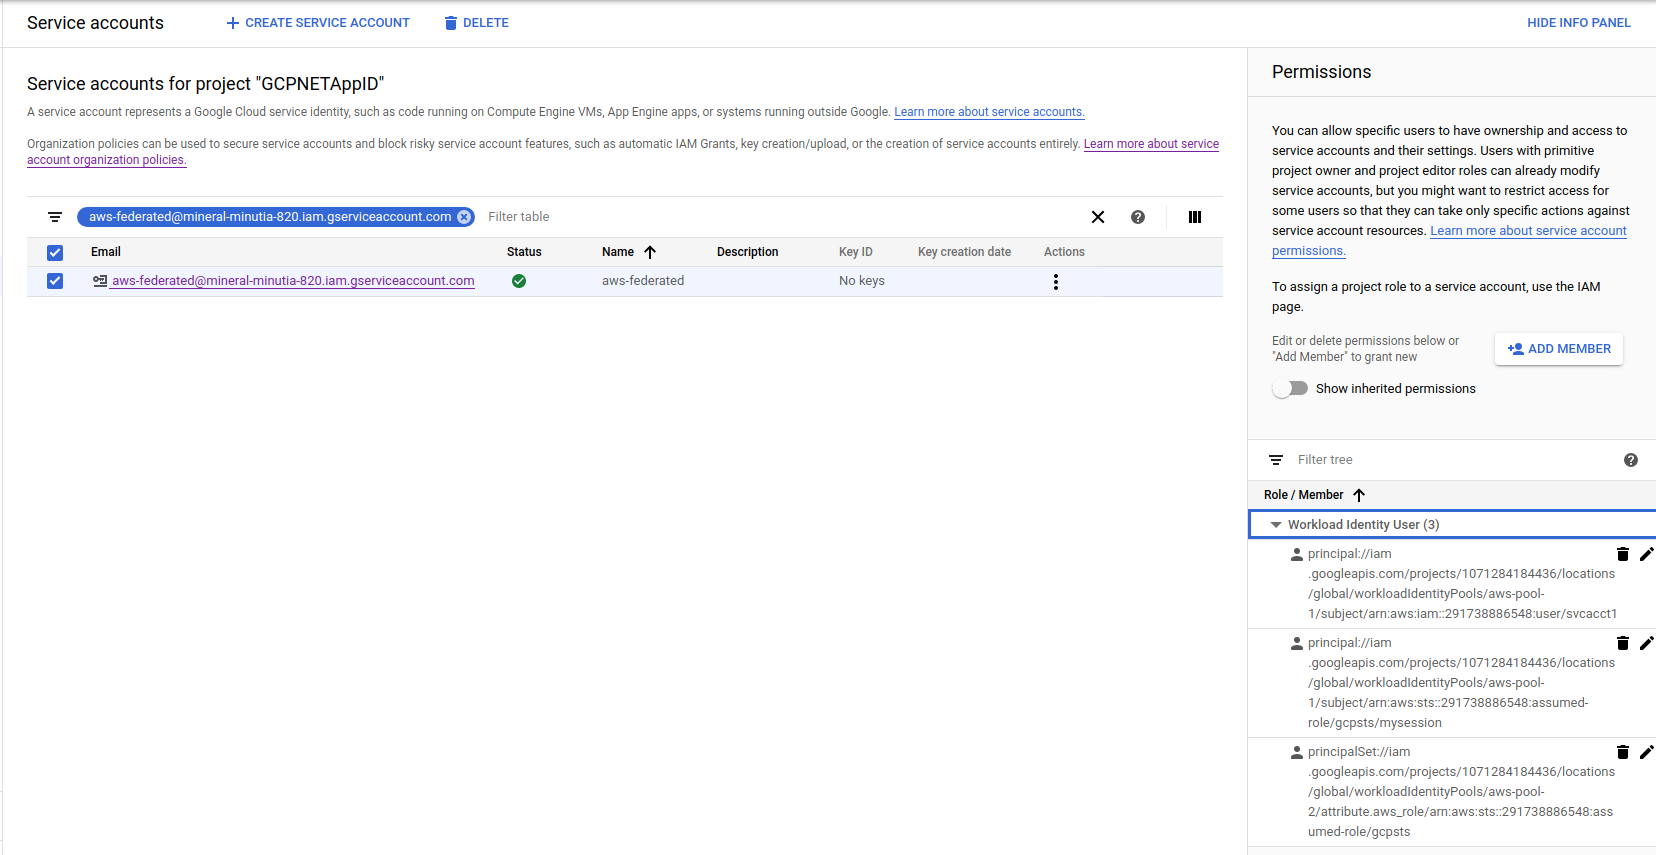 Service accounts
CREATE SERVICE ACCOUNT
DELETE
HIDE INFO PANEL
Service accounts for project "GCPNETAppID"
A service account represents a Google Cloud service identity, such as code running on Compute Engine VMs, App Engine apps, or systems running outside Google. Learn more about service accounts.
Organization policies can be used to secure service accounts and block risky service account features, such as automatic IAM Grants, key creation/upload, or the creation of service accounts entirely. Learn more about service
account organization policies.
aws-federated@mineral-minutia-820.iam.gserviceaccount.com
Filter table
Email Status Name Description Key ID Key creation date Actions
aws-federated@mineral-minutia-820.iam.gserviceaccount.com aws-federated No keys
Permissions
You can allow specific users to have ownership and access to
service accounts and their settings. Users with primitive
project owner and project editor roles can already modify
service accounts, but you might want to restrict access for
some users so that they can take only specific actions against
service account resources. Learn more about service account
permissions.
To assign a project role to a service account, use the IAM
page.
Edit or delete permissions below or
"Add Member" to grant new
ADD MEMBER
Show inherited permissions
Filter tree
Role / Member
Workload Identity User (3)
principal://iam
.googleapis.com/projects/1071284184436/locations
/global/workloadIdentityPools/aws-pool-
1/subject/arn:aws:iam::291738886548:user/svcacct1
principal://iam
.googleapis.com/projects/1071284184436/locations
/global/workloadIdentityPools/aws-pool-
1/subject/arn:aws:sts::291738886548:assumed-
role/gcpsts/mysession
principalSet://iam
.googleapis.com/projects/1071284184436/locations
/global/workloadIdentityPools/aws-pool-
2/attribute.aws_role/arn:aws:sts::291738886548:ass
umed-role/gcpsts